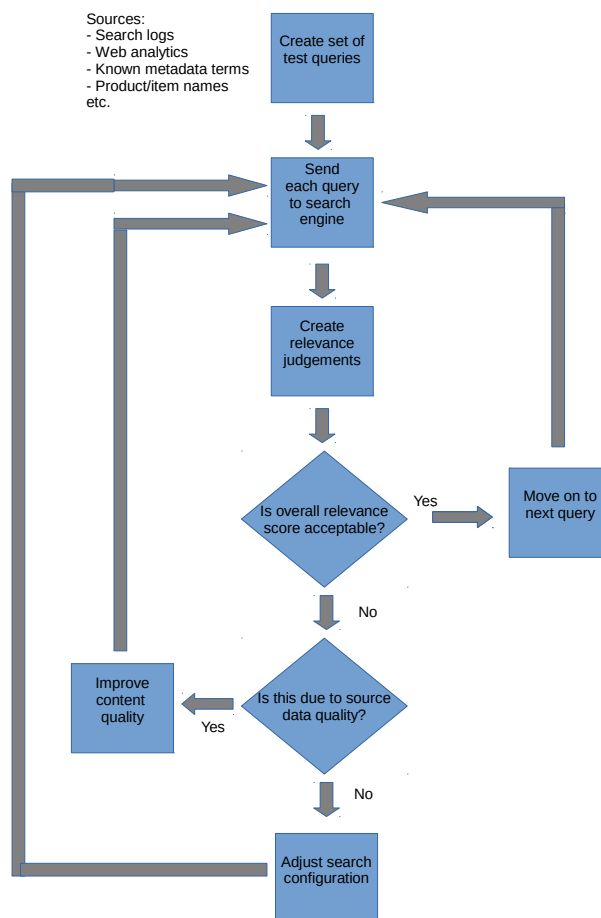 Sources:
- Search logs
- Web analytics
- Known metadata terms
- Product/item names
etc.
Create set of
test queries
Send
each query
to search
engine
Create
relevance
judgements
Is overall relevance
score acceptable?
Yes
Move on to
next query
No
Is this due to source
data quality?
Yes
Improve
content
quality
No
Adjust search
configuration